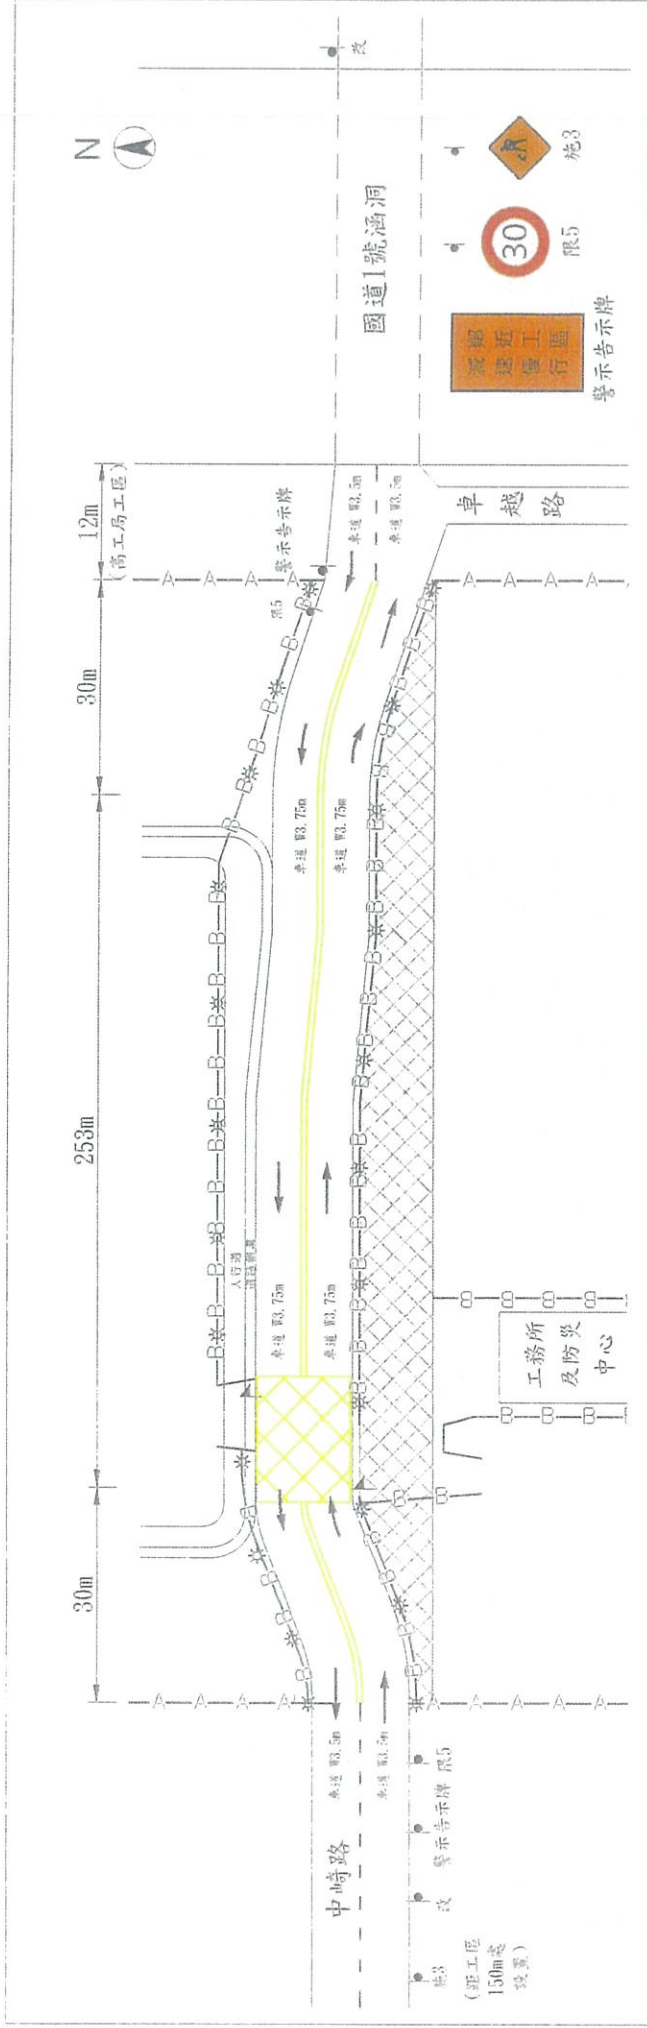 N
30m
253m
30m
12m
(高工局工區)
國道1號涵洞
改
警示告示牌
限5
車道 寬3.5m
車道 寬3.5m
卓越路
車道 寬3.75m
車道 寬3.75m
人行道
車道 寬3.75m
車道 寬3.75m
車道 寬3.5m
車道 寬3.5m
中崎路
工務所
及防災
中心
施3
(距工區
150m處
設置)
改
警示告示牌
限5
鄰近工區
減速慢行
警示告示牌
30
限5
施3